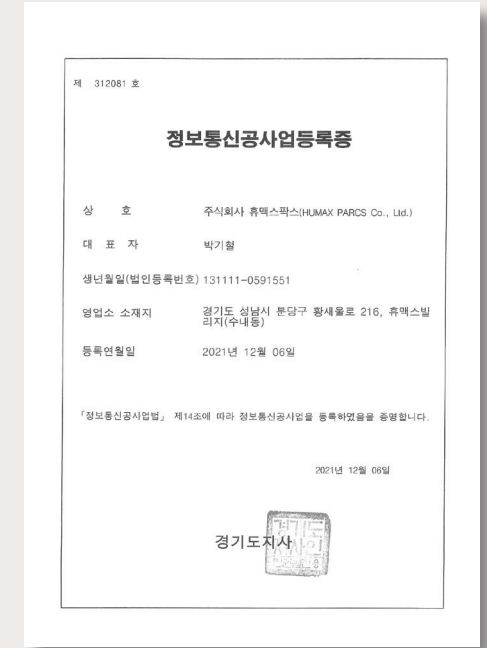 제 312081 호
정보통신공사업등록증
상 호 주식회사 휴맥스팍스(HUMAX PARCS Co., Ltd.)
대 표 자 박기철
생년월일(법인등록번호) 131111-0591551
영업소 소재지 경기도 성남시 분당구 황새울로 216, 휴맥스빌
리지(수내동)
등록연월일 2021년 12월 06일
「정보통신공사업법」 제14조에 따라 정보통신공사업을 등록하였음을 증명합니다.
2021년 12월 06일
경기도지사